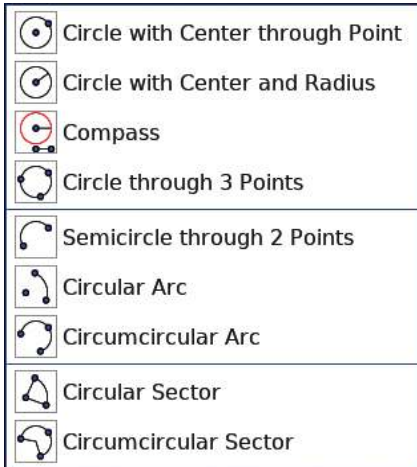 Circle with Center through Point
Circle with Center and Radius
Compass
Circle through 3 Points
Semicircle through 2 Points
Circular Arc
Circumcircular Arc
Circular Sector
Circumcircular Sector